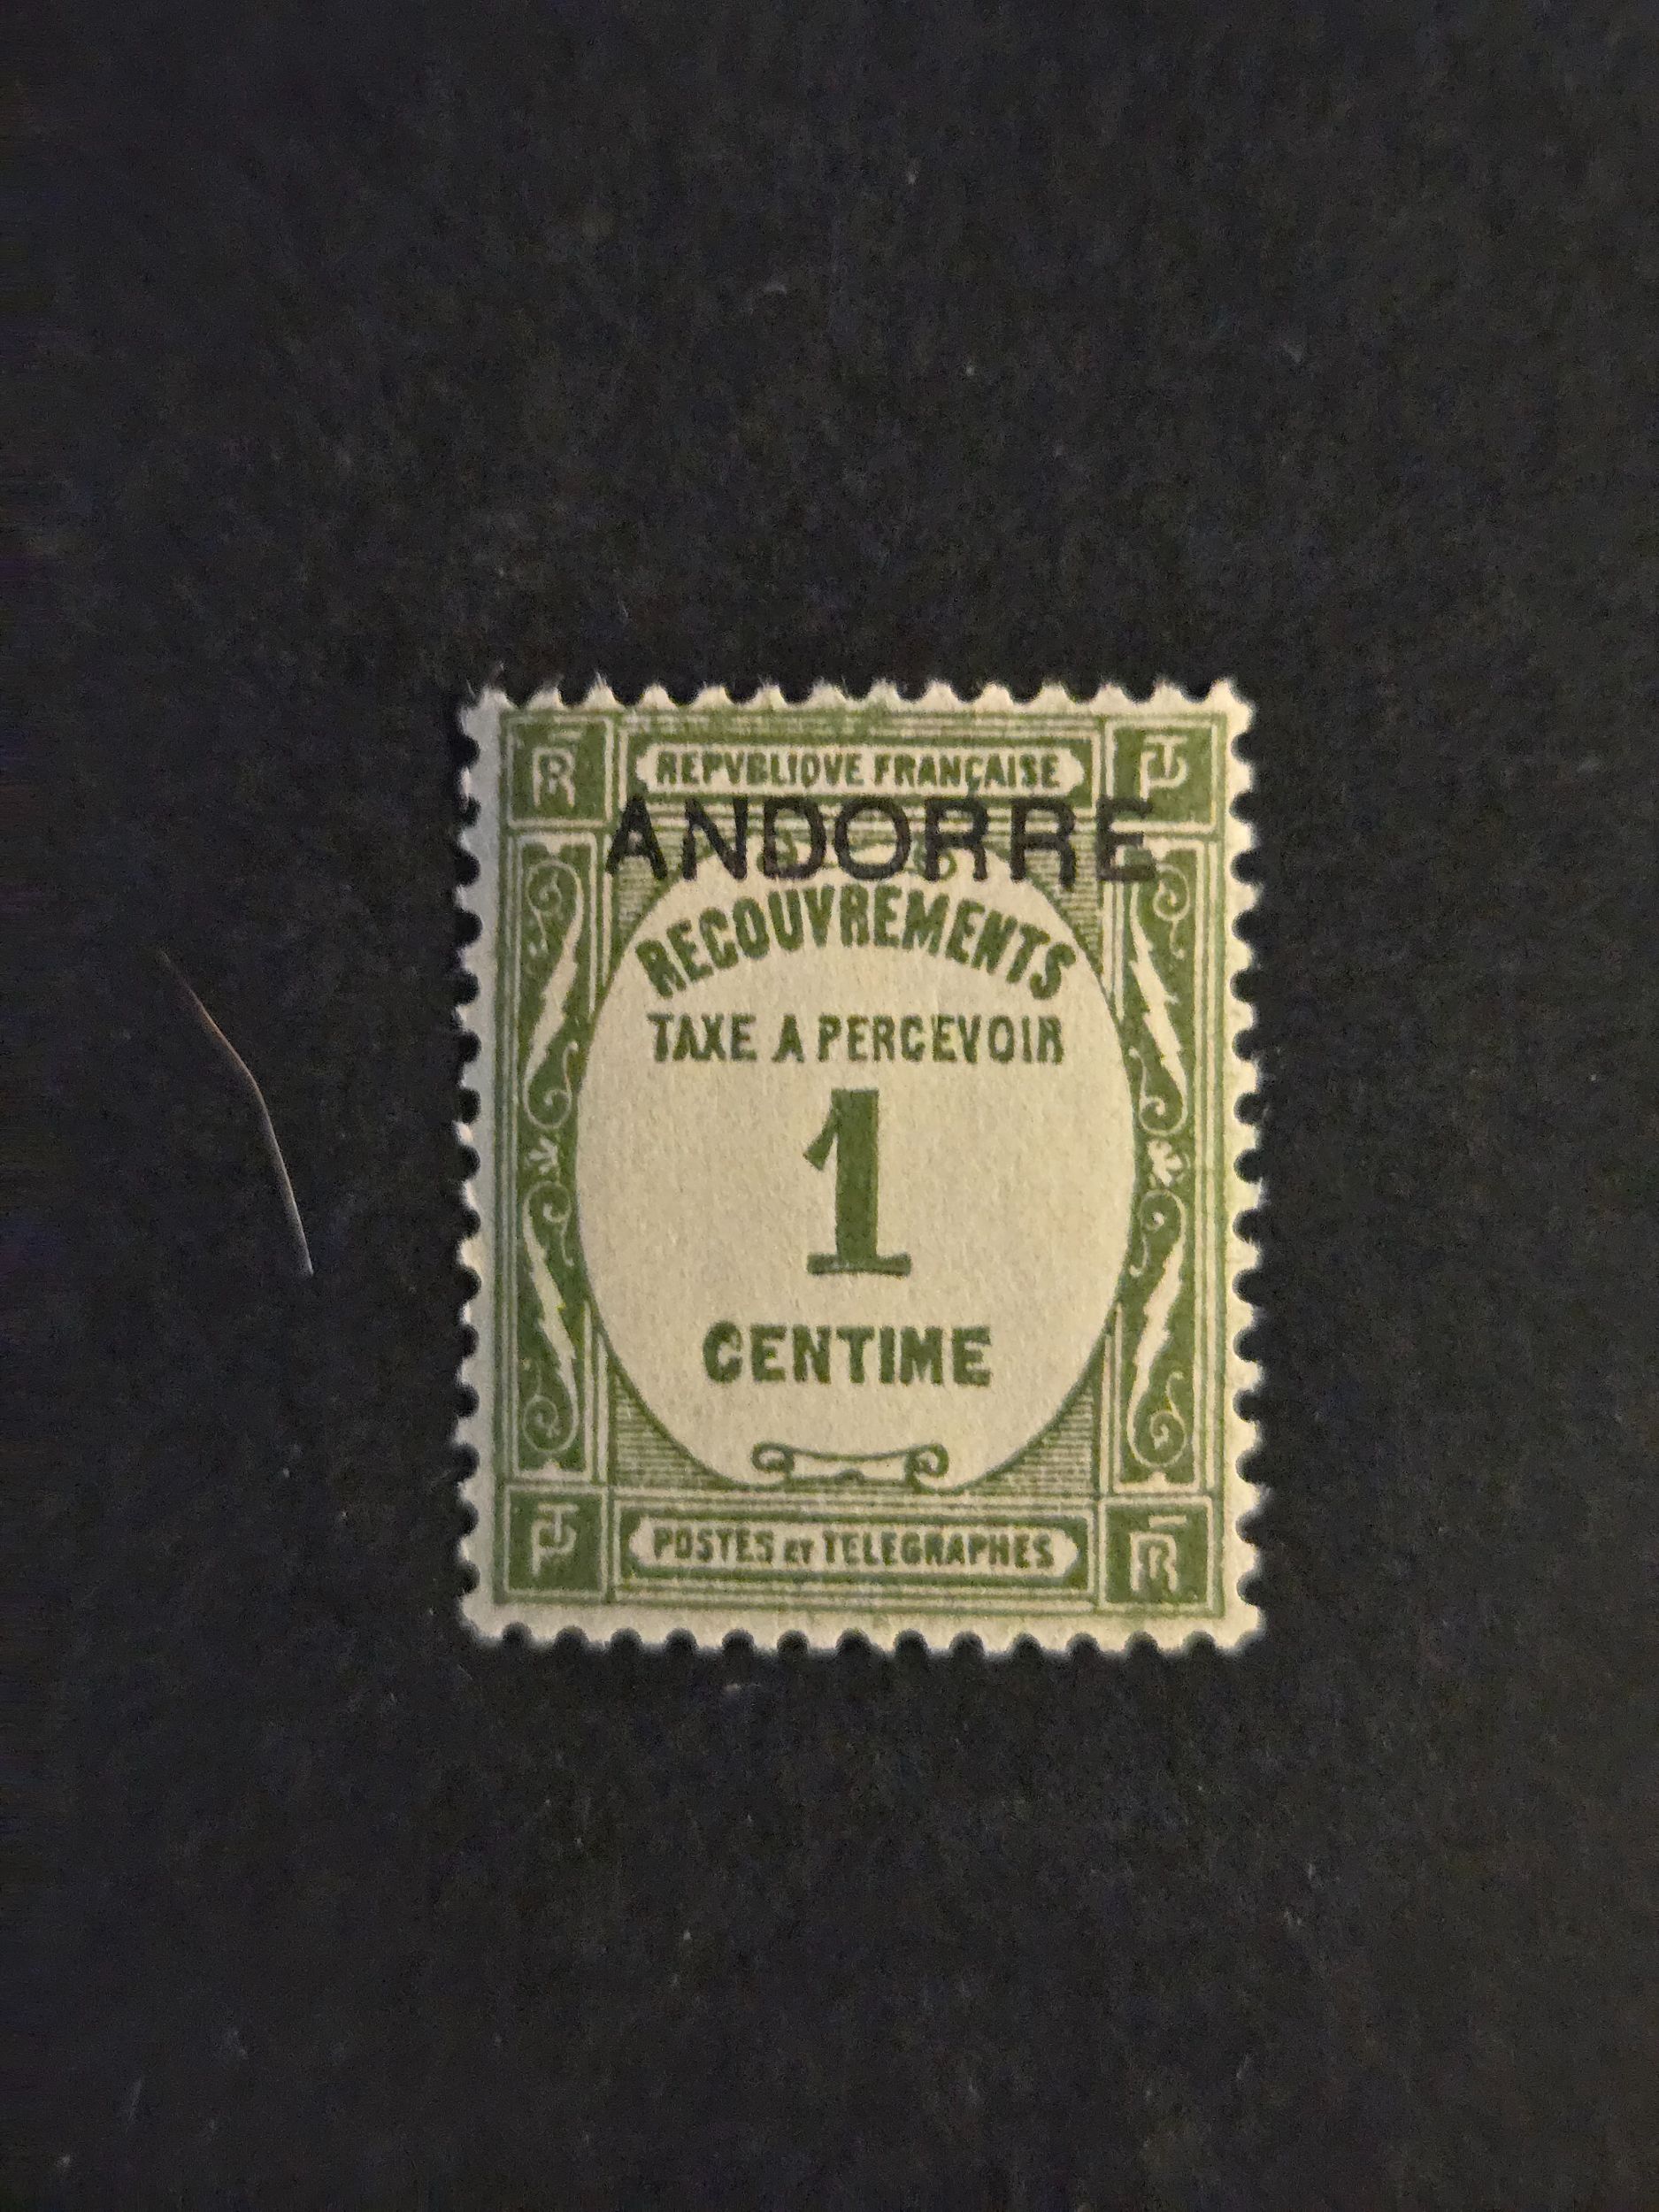 R F
REPVBLIQVE FRANÇAISE
ANDORRE
RECOUVREMENTS
TAXE A PERCEVOIR
1
CENTIME
POSTES ET TELEGRAPHES